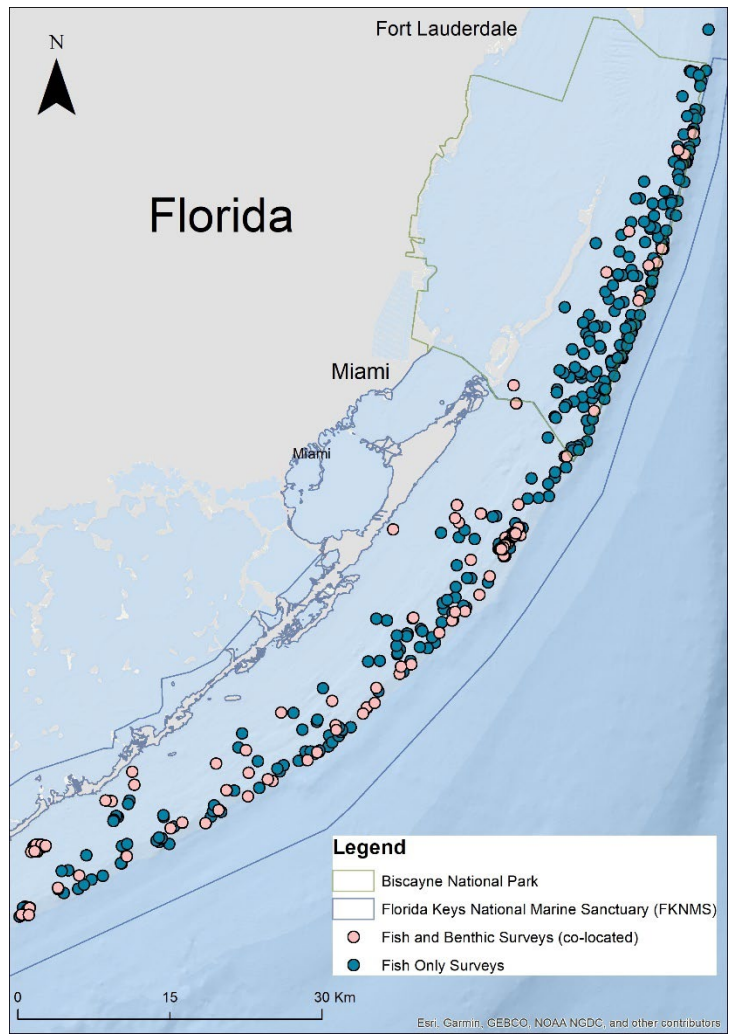 Fort Lauderdale
N
Florida
Miami
Miami
Legend
Biscayne National Park
Florida Keys National Marine Sanctuary (FKNMS)
Fish and Benthic Surveys (co-located)
Fish Only Surveys
0 15 30 Km
Esri, Garmin, GEBCO, NOAA NGDC, and other contributors